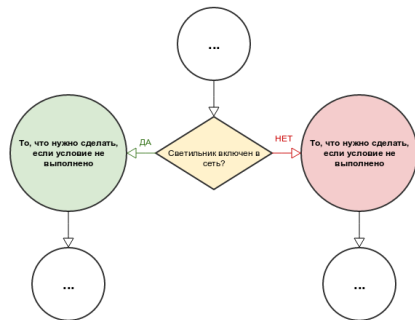 ...
То, что нужно сделать,
если условие не
выполнено
ДА
Светильник включен в
сеть?
НЕТ
То, что нужно сделать,
если условие не
выполнено
...
...